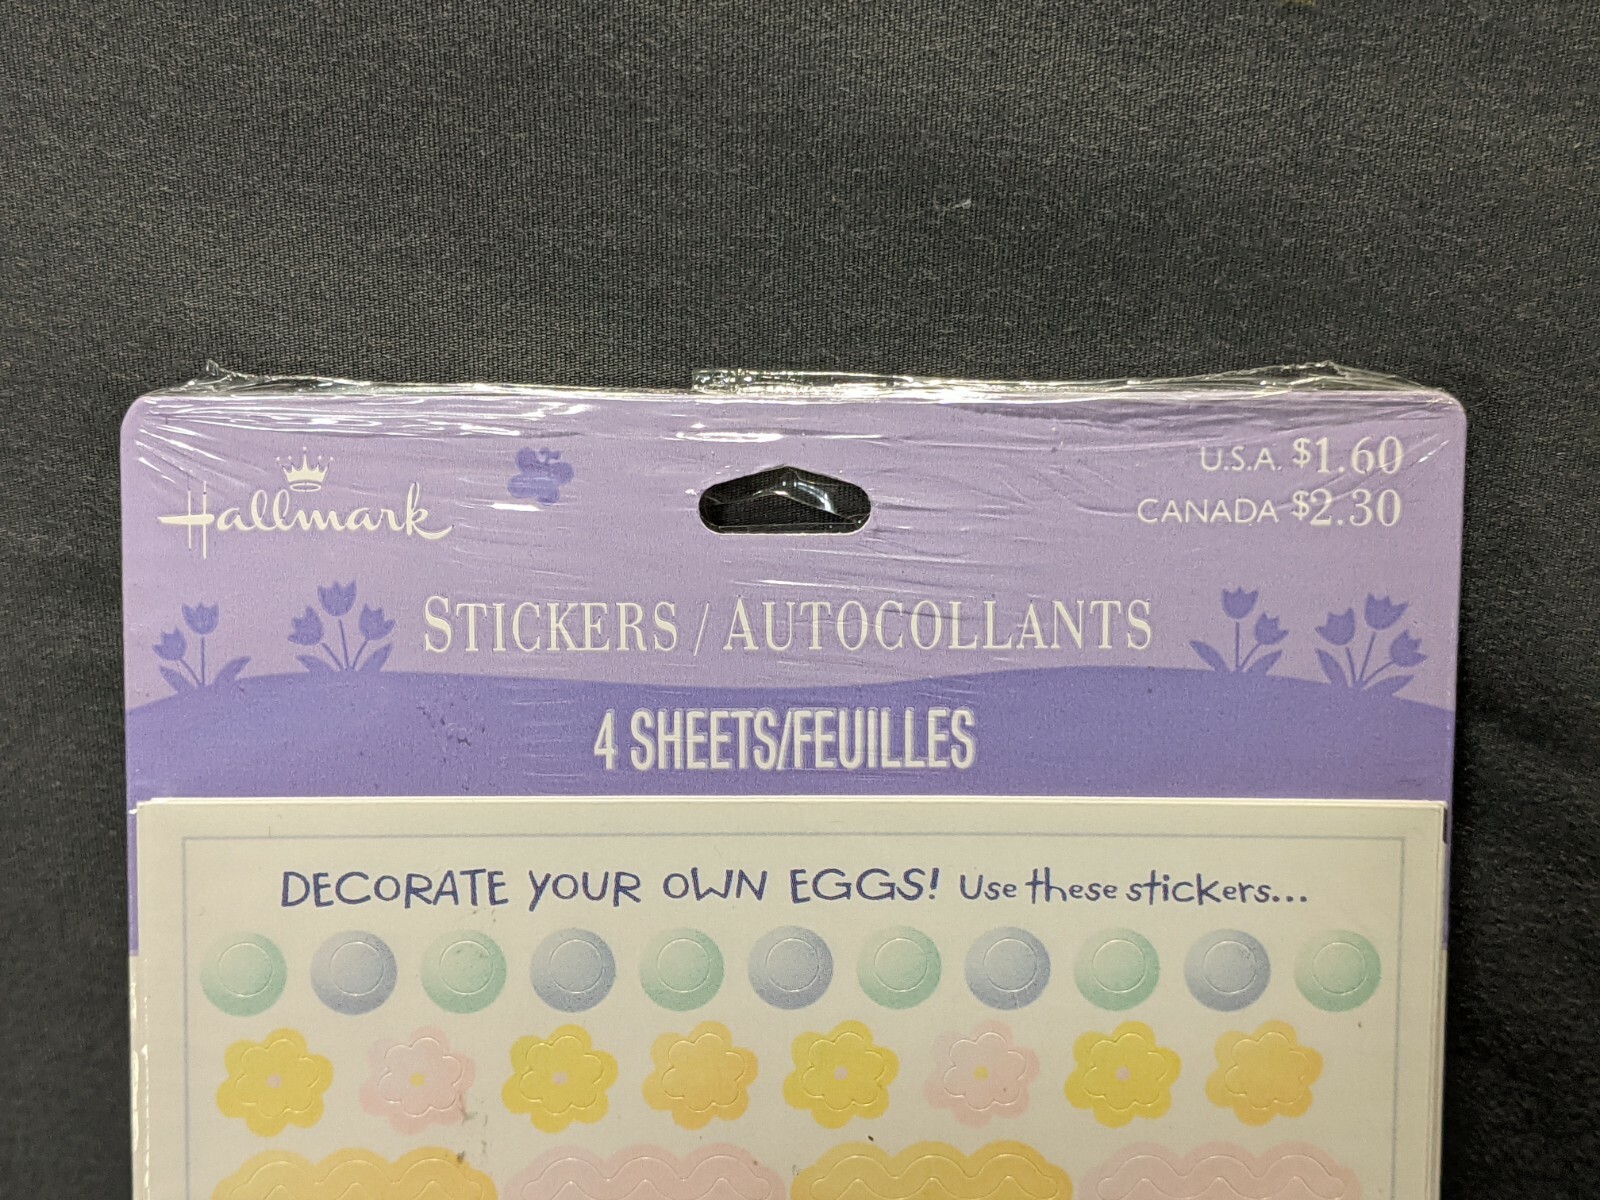 Hallmark
U.S.A. $1.60
CANADA $2.30
STICKERS / AUTOCOLLANTS
4 SHEETS/FEUILLES
DECORATE YOUR OWN EGGS! Use these stickers...